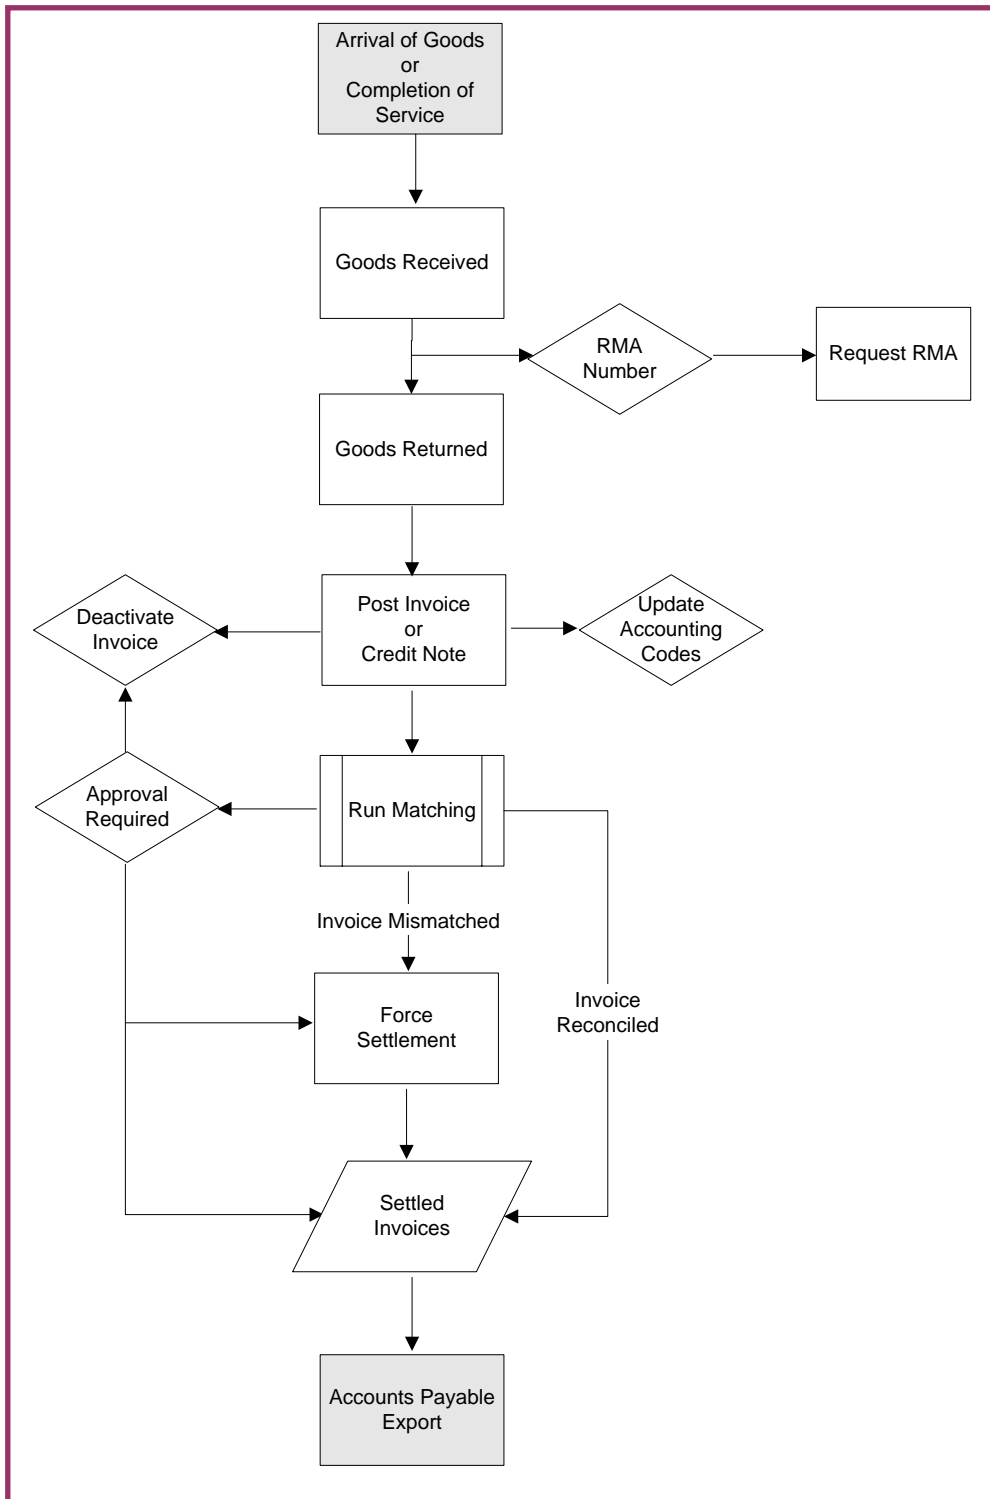 Arrival of Goods
or
Completion of
Service
Goods Received
RMA
Number
Request RMA
Goods Returned
Deactivate
Invoice
Post Invoice
or
Credit Note
Update
Accounting
Codes
Approval
Required
Run Matching
Invoice Mismatched
Force
Settlement
Invoice
Reconciled
Settled
Invoices
Accounts Payable
Export